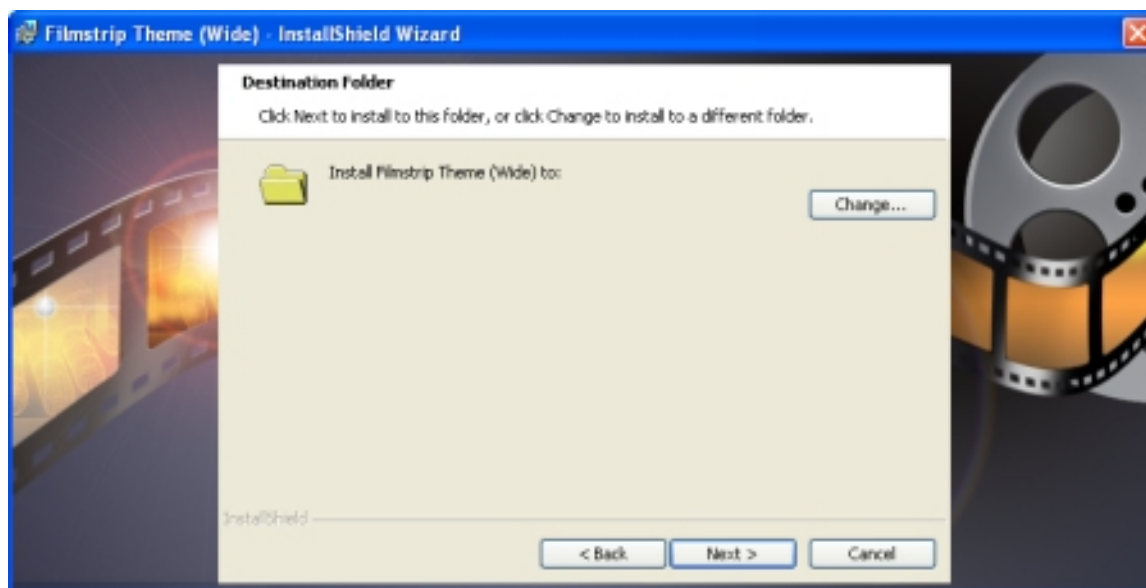 Filmstrip Theme (Wide) - InstallShield Wizard
Destination Folder
Click Next to install to this folder, or click Change to install to a different folder.
Install Filmstrip Theme (Wide) to:
Change...
InstallShield
< Back
Next >
Cancel